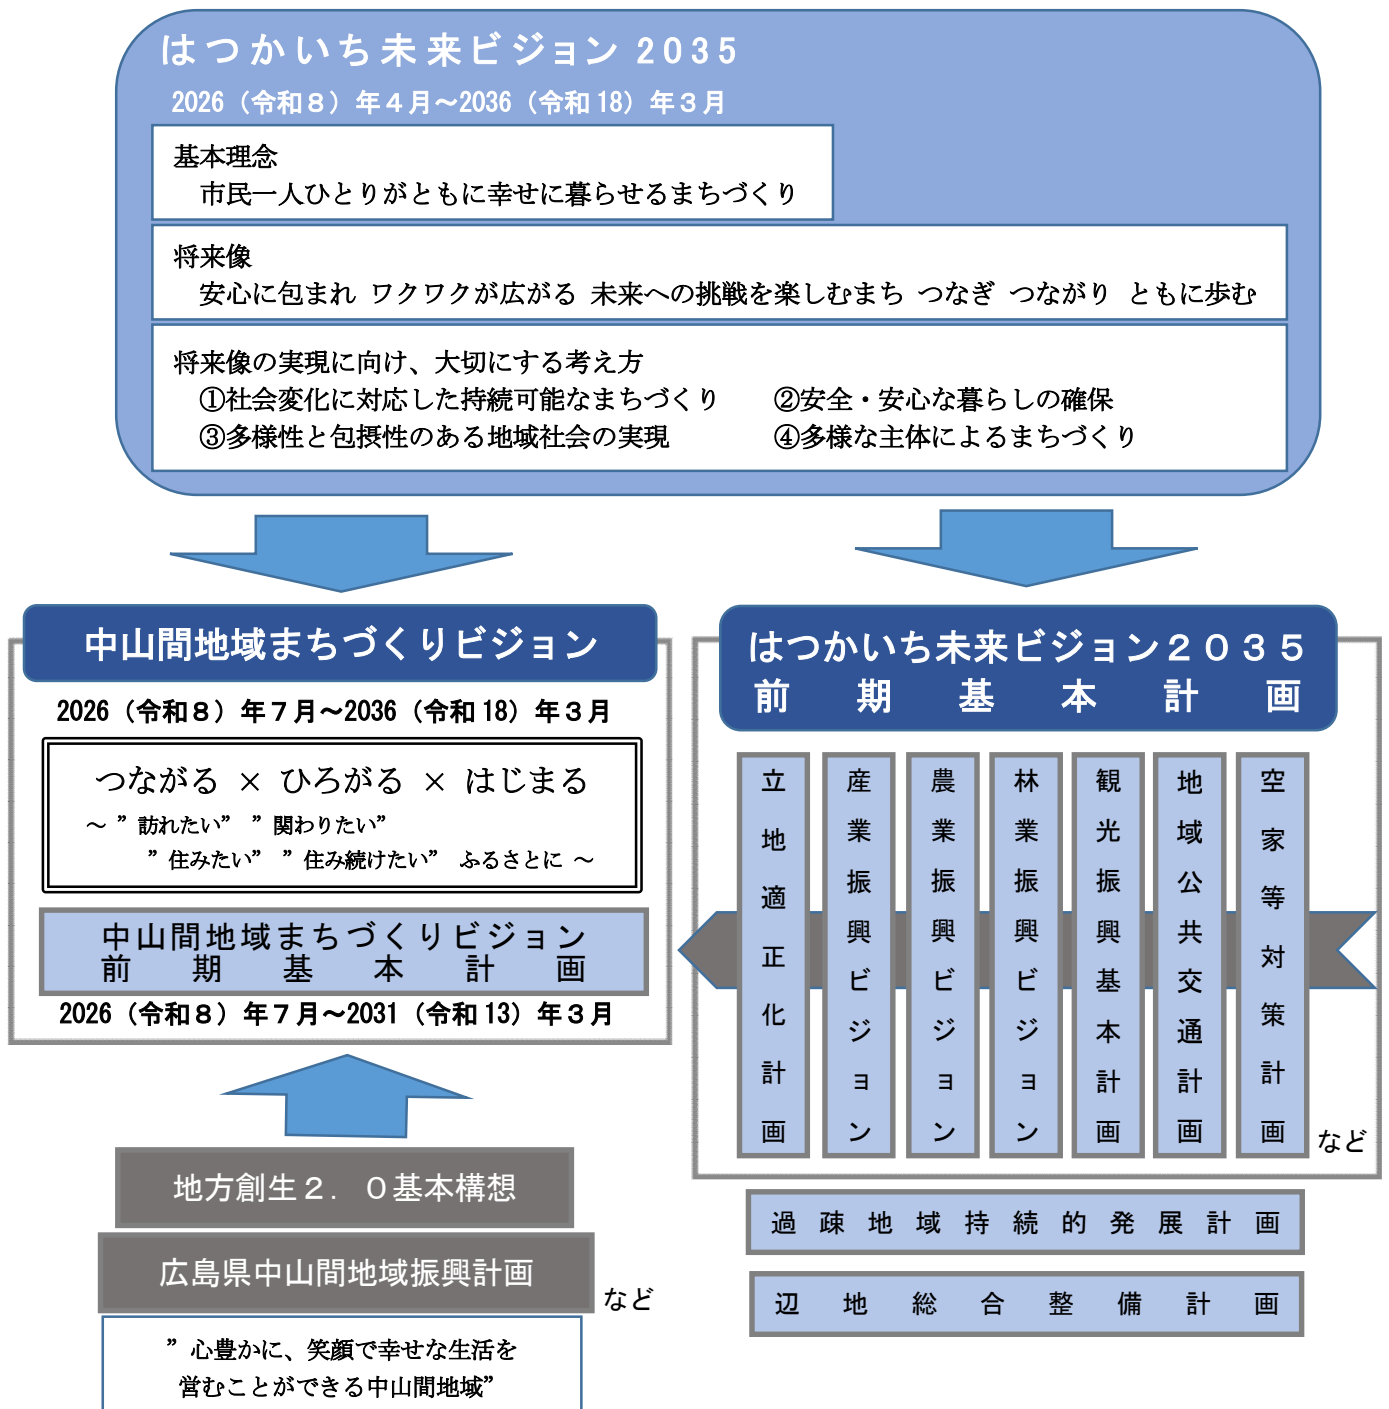 はつかいち未来ビジョン 2035
2026（令和８）年４月～2036（令和 18）年３月
基本理念
市民一人ひとりがともに幸せに暮らせるまちづくり
将来像
安心に包まれ ワクワクが広がる 未来への挑戦を楽しむまち つなぎ つながり ともに歩む
将来像の実現に向け、大切にする考え方
①社会変化に対応した持続可能なまちづくり ②安全・安心な暮らしの確保
③多様性と包摂性のある地域社会の実現 ④多様な主体によるまちづくり
中山間地域まちづくりビジョン
2026（令和８）年７月～2036（令和 18）年３月
つながる × ひろがる × はじまる
～ ”訪れたい” ”関わりたい”
”住みたい” ”住み続けたい” ふるさとに ～
中山間地域まちづくりビジョン
前期基本計画
2026（令和８）年７月～2031（令和 13）年３月
地方創生２．０基本構想
広島県中山間地域振興計画
など
”心豊かに、笑顔で幸せな生活を
営むことができる中山間地域”
はつかいち未来ビジョン２０３５
前期基本計画
立地適正化計画
産業振興ビジョン
農業振興ビジョン
林業振興ビジョン
観光振興基本計画
地域公共交通計画
空家等対策計画
など
過疎地域持続的発展計画
辺地総合整備計画